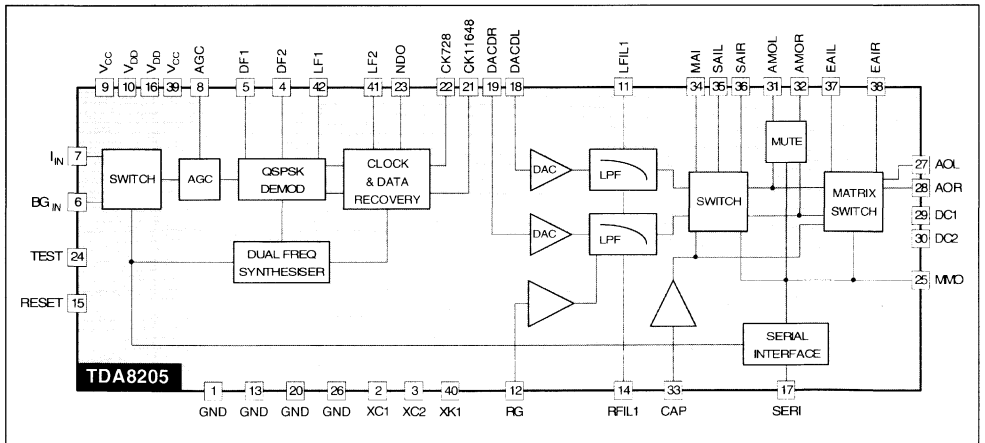 VCC VDD VDD VCC AGC DF1 DF2 LF1 LF2 NDO CK728 CK11648 DACDR DACDL LFIL1 MAI SAIL SAIR AMOL AMOR EAIL EAIR
9 10 16 39 8 5 4 42 41 23 22 21 19 18 11 34 35 36 31 32 37 38
IIN 7
BGIN 6
TEST 24
RESET 15
SWITCH
AGC
QSPSK
DEMOD
CLOCK
& DATA
RECOVERY
DUAL FREQ
SYNTHESISER
DAC
LPF
DAC
LPF
SWITCH
MUTE
MATRIX
SWITCH
SERIAL
INTERFACE
27 AOL
28 AOR
29 DC1
30 DC2
25 MMO
TDA8205
1 13 20 26 2 3 40 12 14 33 17
GND GND GND GND XC1 XC2 XK1 RG RFIL1 CAP SERI